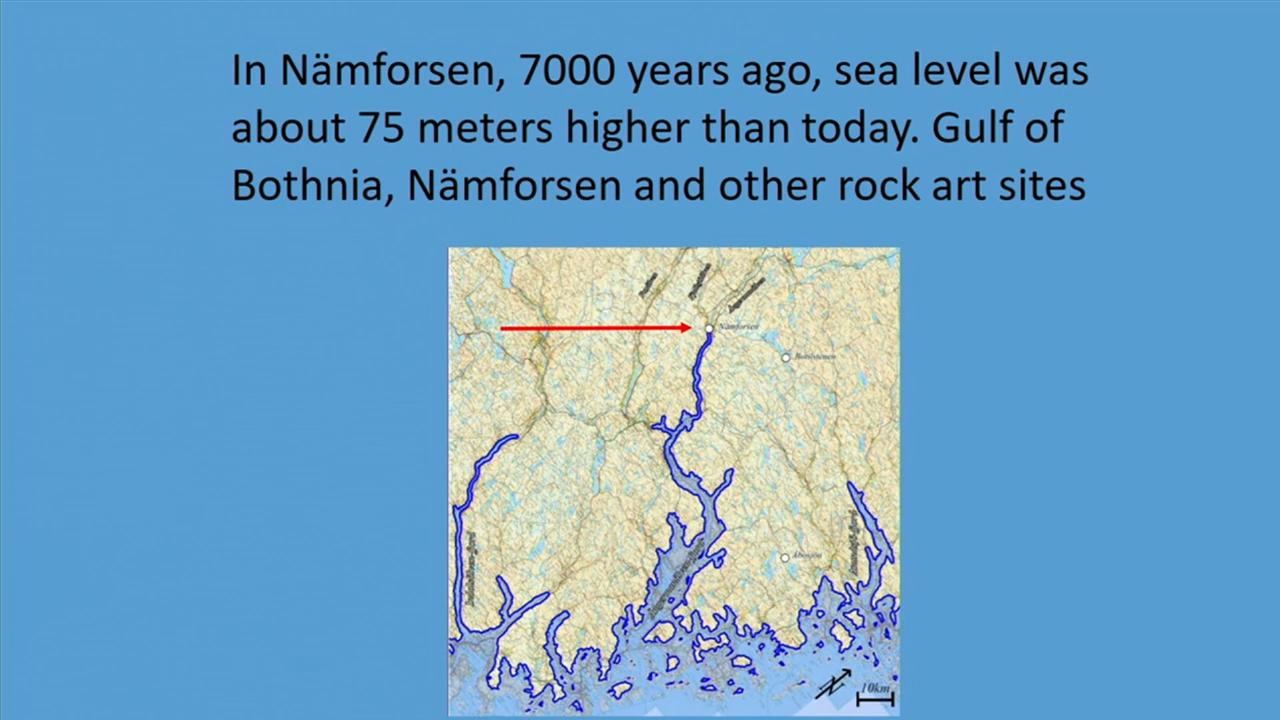 In Nämforsen, 7000 years ago, sea level was
about 75 meters higher than today. Gulf of
Bothnia, Nämforsen and other rock art sites
Nämforsen
10km